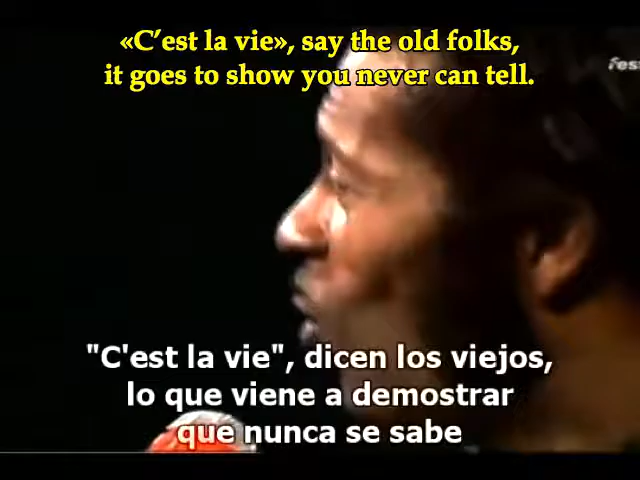 «C’est la vie», say the old folks,
it goes to show you never can tell.
"C'est la vie", dicen los viejos,
lo que viene a demostrar
que nunca se sabe